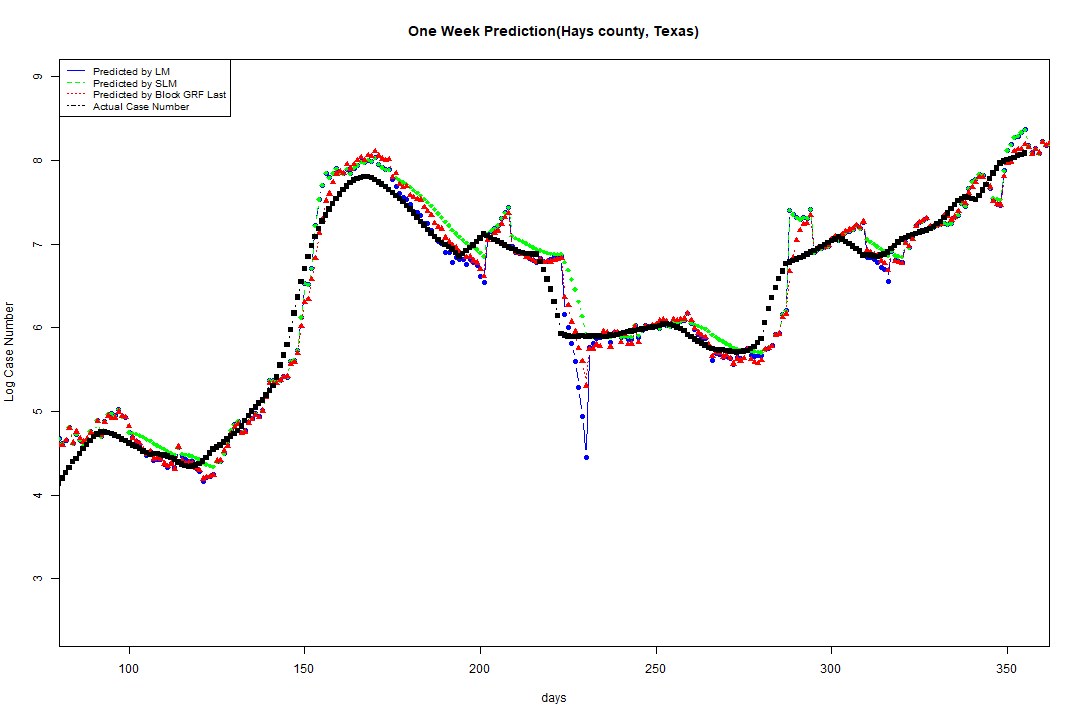 One Week Prediction(Hays county, Texas)
Predicted by LM
Predicted by SLM
Predicted by Block GRF Last
Actual Case Number
9
8
7
6
5
4
3
Log Case Number
100 150 200 250 300 350
days